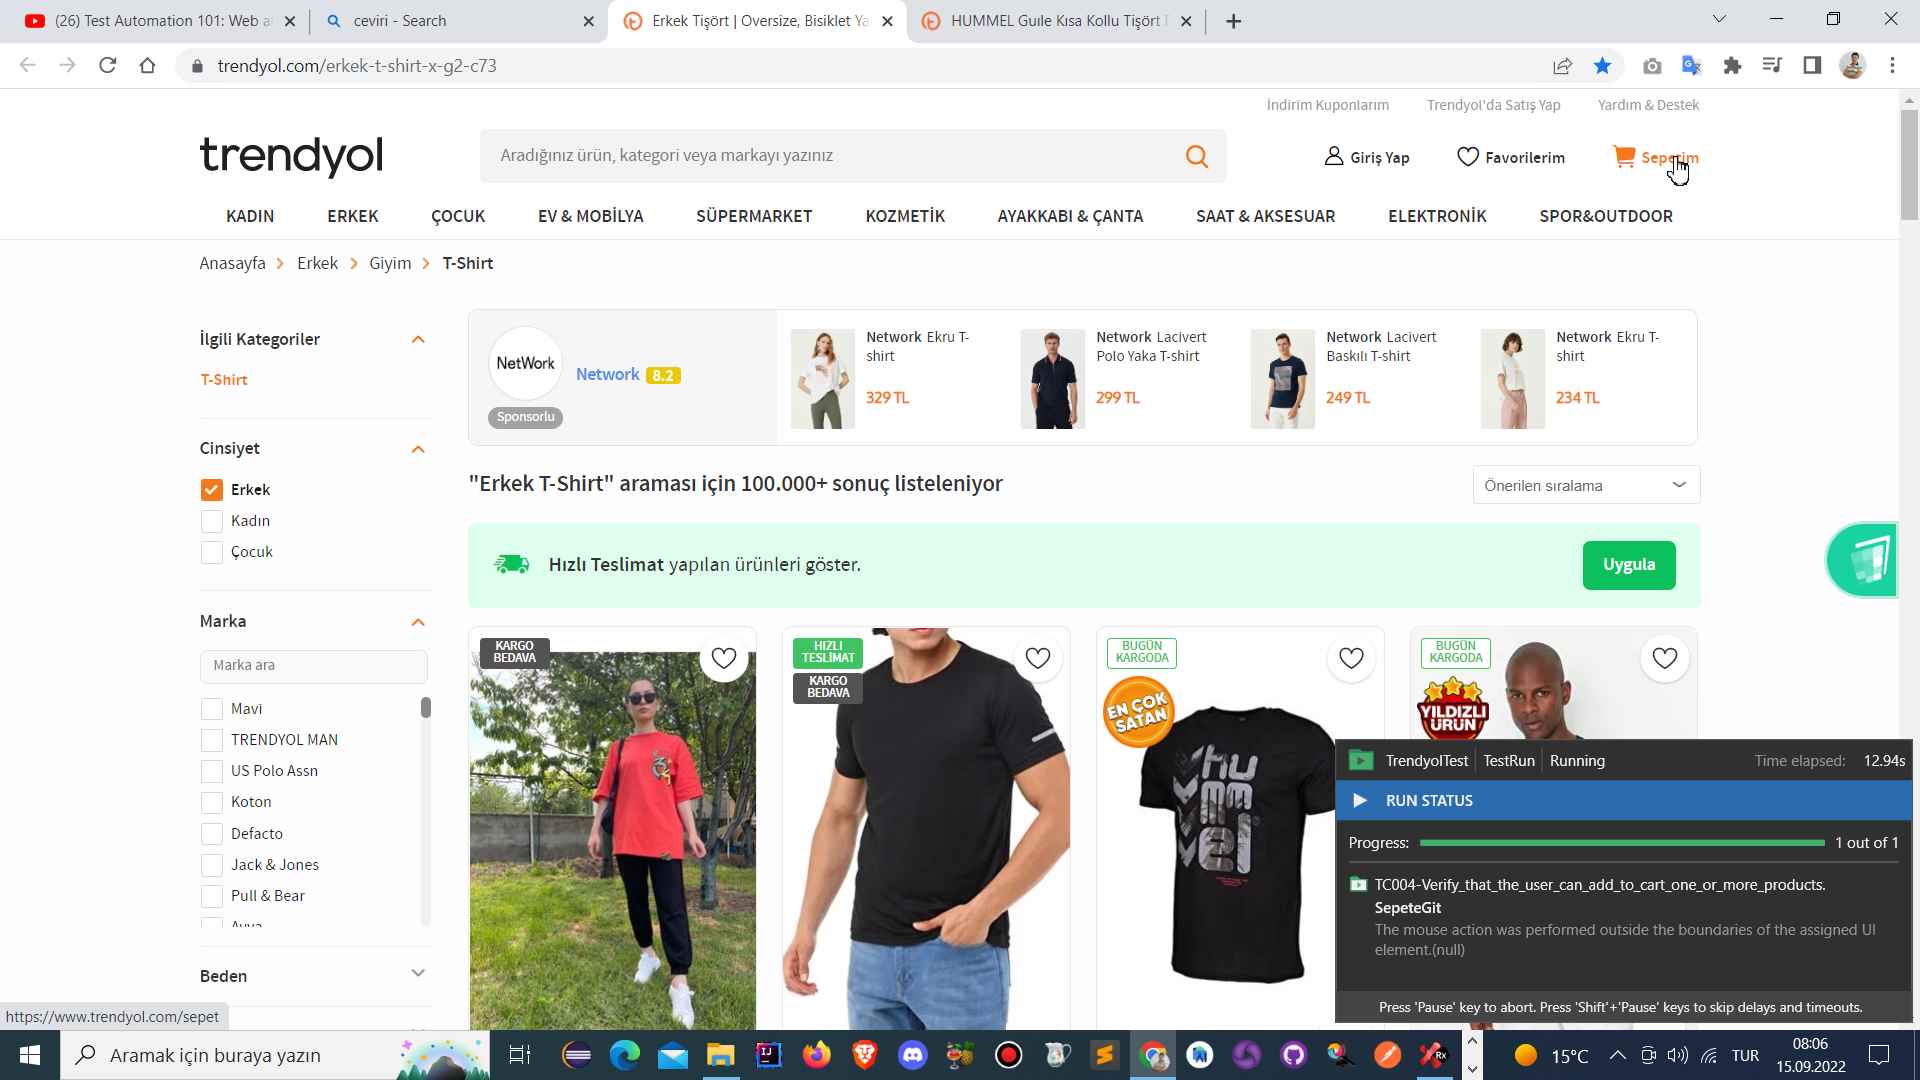 (26) Test Automation 101: Web a
ceviri - Search
Erkek Tişört | Oversize, Bisiklet Ya
HUMMEL Guıle Kısa Kollu Tişört
trendyol.com/erkek-t-shirt-x-g2-c73
İndirim Kuponlarım
Trendyol'da Satış Yap
Yardım & Destek
trendyol
Aradığınız ürün, kategori veya markayı yazınız
Giriş Yap
Favorilerim
Sepetim
KADIN
ERKEK
ÇOCUK
EV & MOBİLYA
SÜPERMARKET
KOZMETİK
AYAKKABI & ÇANTA
SAAT & AKSESUAR
ELEKTRONİK
SPOR&OUTDOOR
Anasayfa
Erkek
Giyim
T-Shirt
İlgili Kategoriler
T-Shirt
Cinsiyet
Erkek
Kadın
Çocuk
Marka
Marka ara
Mavi
TRENDYOL MAN
US Polo Assn
Koton
Defacto
Jack & Jones
Pull & Bear
Avva
Beden
NetWork
Sponsorlu
Network 8.2
Network Ekru T-
shirt
329 TL
Network Lacivert
Polo Yaka T-shirt
299 TL
Network Lacivert
Baskılı T-shirt
249 TL
Network Ekru T-
shirt
234 TL
"Erkek T-Shirt" araması için 100.000+ sonuç listeleniyor
Önerilen sıralama
Hızlı Teslimat yapılan ürünleri göster.
Uygula
KARGO
BEDAVA
HIZLI
TESLİMAT
KARGO
BEDAVA
BUGÜN
KARGODA
EN ÇOK
SATAN
hu
mm
el
BUGÜN
KARGODA
YILDIZLI
ÜRÜN
TrendyolTest
TestRun
Running
Time elapsed:
12.94s
RUN STATUS
Progress:
1 out of 1
TC004-Verify_that_the_user_can_add_to_cart_one_or_more_products.
SepeteGit
The mouse action was performed outside the boundaries of the assigned UI
element.(null)
Press 'Pause' key to abort. Press 'Shift'+'Pause' keys to skip delays and timeouts.
https://www.trendyol.com/sepet
Aramak için buraya yazın
15°C
TUR
08:06
15.09.2022